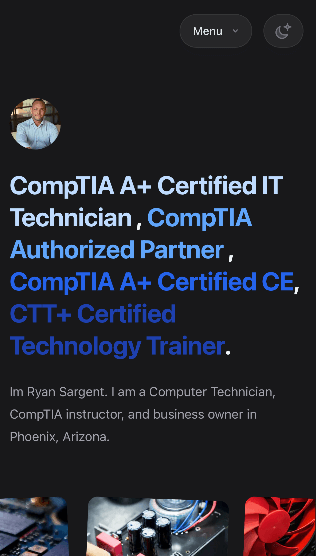 Menu
CompTIA A+ Certified IT
Technician , CompTIA
Authorized Partner ,
CompTIA A+ Certified CE,
CTT+ Certified
Technology Trainer.
Im Ryan Sargent. I am a Computer Technician,
CompTIA instructor, and business owner in
Phoenix, Arizona.